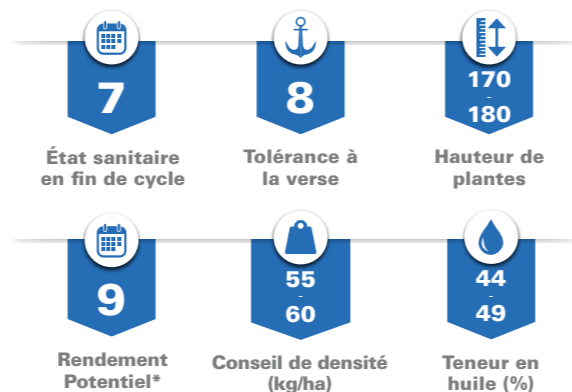 7
État sanitaire
en fin de cycle
8
Tolérance à
la verse
170
-
180
Hauteur de
plantes
9
Rendement
Potentiel*
55
-
60
Conseil de densité
(kg/ha)
44
-
49
Teneur en
huile (%)